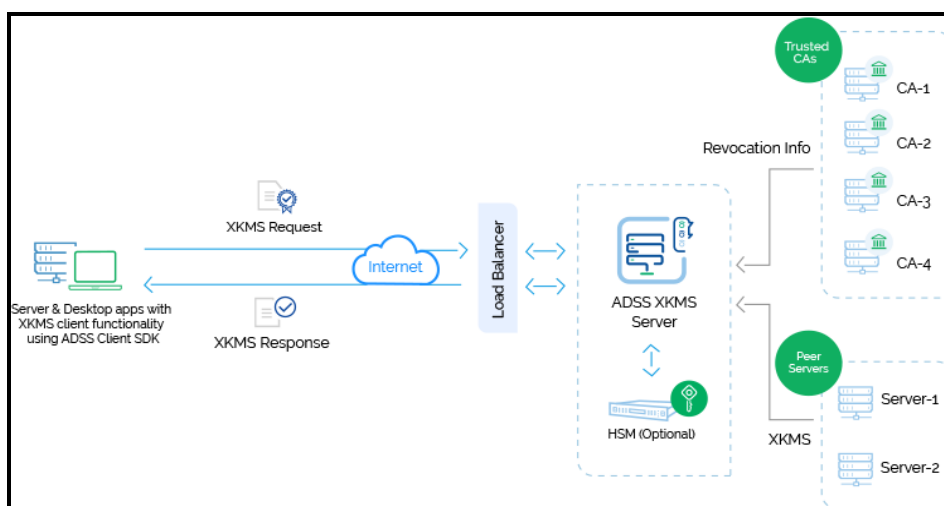 Trusted
CAs
CA-1
CA-2
Revocation Info
CA-3
XKMS Request
CA-4
Internet
Load Balancer
Server & Desktop apps with
XKMS client functionality
using ADSS Client SDK
XKMS Response
ADSS XKMS
Server
Peer
Servers
Server-1
HSM (Optional)
XKMS
Server-2